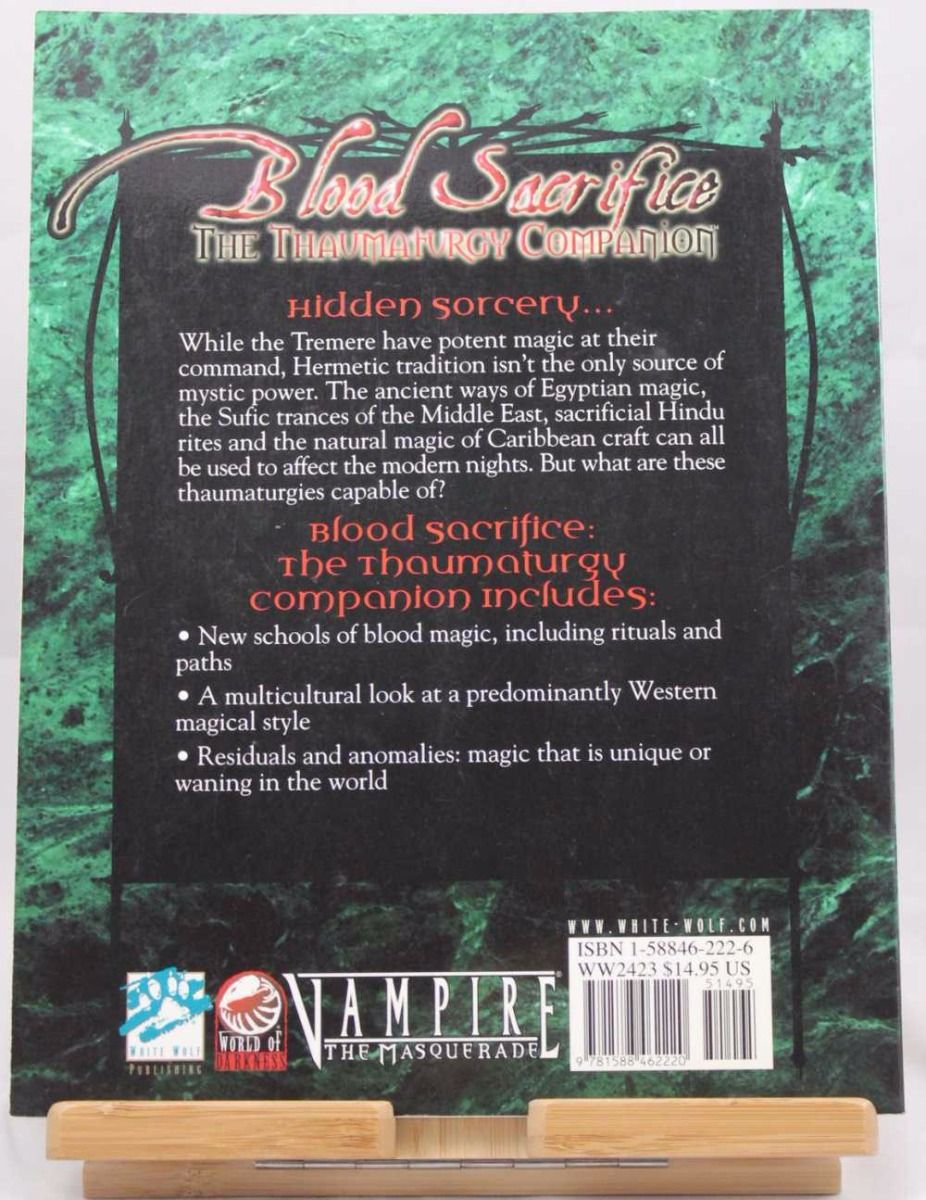 Blood Sacrifice
THE THAUMATURGY COMPANION™
Hidden Sorcery...
While the Tremere have potent magic at their
command, Hermetic tradition isn't the only source of
mystic power. The ancient ways of Egyptian magic,
the Sufic trances of the Middle East, sacrificial Hindu
rites and the natural magic of Caribbean craft can all
be used to affect the modern nights. But what are these
thaumaturgies capable of?
Blood Sacrifice:
The Thaumaturgy
Companion Includes:
• New schools of blood magic, including rituals and
paths
• A multicultural look at a predominantly Western
magical style
• Residuals and anomalies: magic that is unique or
waning in the world
WWW.WHITE-WOLF.COM
ISBN 1-58846-222-6
WW2423 $14.95 US
51495
9 781588 462220
WHITE WOLF
PUBLISHING
WORLD OF
DARKNESS
VAMPIRE®
THE MASQUERADE